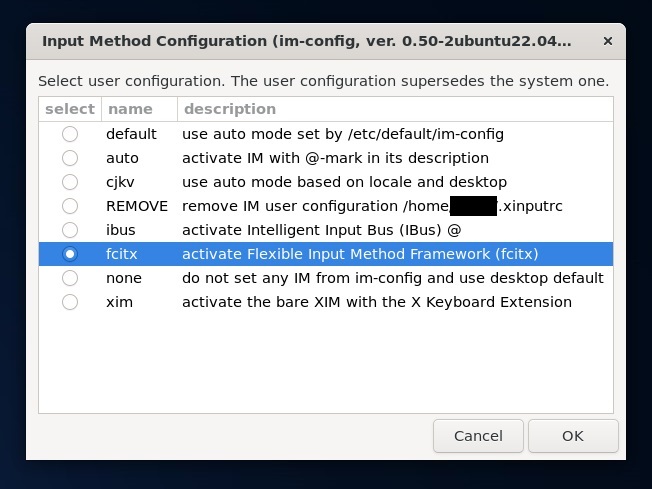 Input Method Configuration (im-config, ver. 0.50-2ubuntu22.04...
Select user configuration. The user configuration supersedes the system one.
select name description
default use auto mode set by /etc/default/im-config
auto activate IM with @-mark in its description
cjkv use auto mode based on locale and desktop
REMOVE remove IM user configuration /home/ .xinputrc
ibus activate Intelligent Input Bus (IBus) @
fcitx activate Flexible Input Method Framework (fcitx)
none do not set any IM from im-config and use desktop default
xim activate the bare XIM with the X Keyboard Extension
Cancel OK